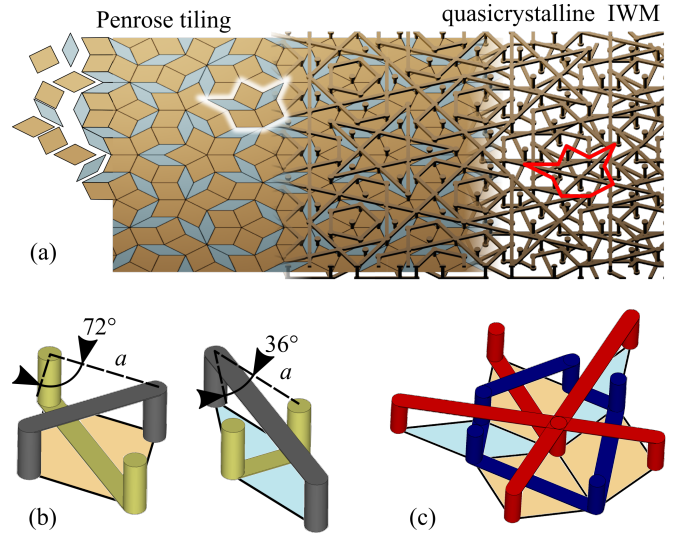 Penrose tiling
quasicrystalline IWM
(a)
72°
a
36°
a
(b)
(c)